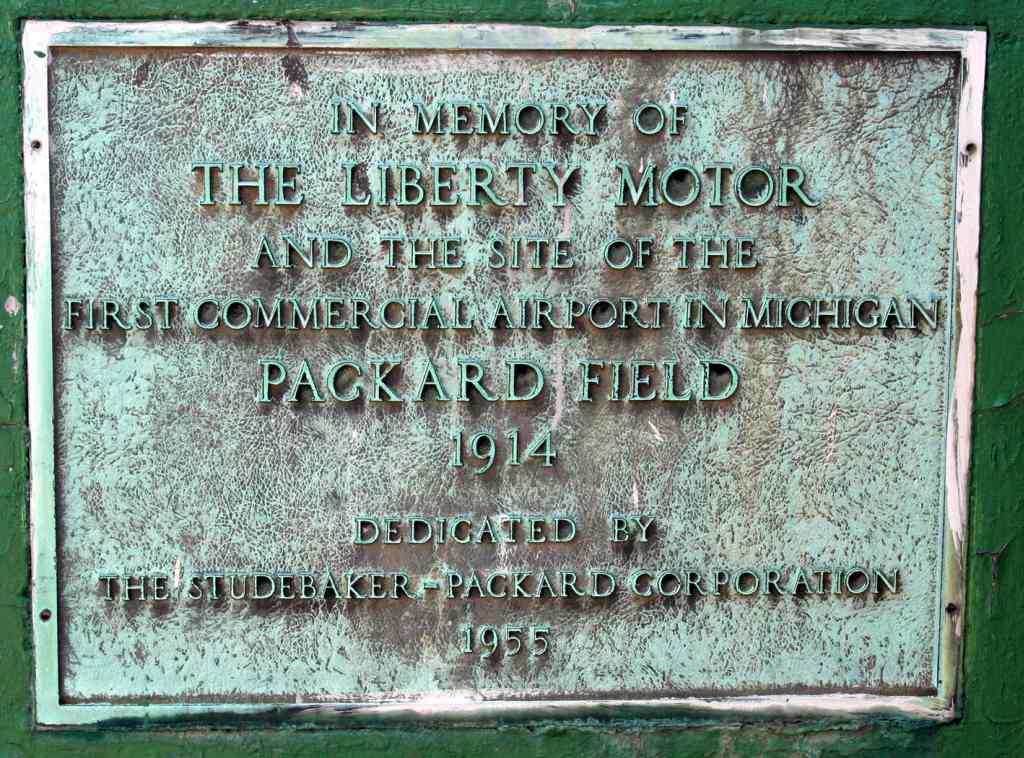 IN MEMORY OF
THE LIBERTY MOTOR
AND THE SITE OF THE
FIRST COMMERCIAL AIRPORT IN MICHIGAN
PACKARD FIELD
1914
DEDICATED BY
THE STUDEBAKER-PACKARD CORPORATION
1955